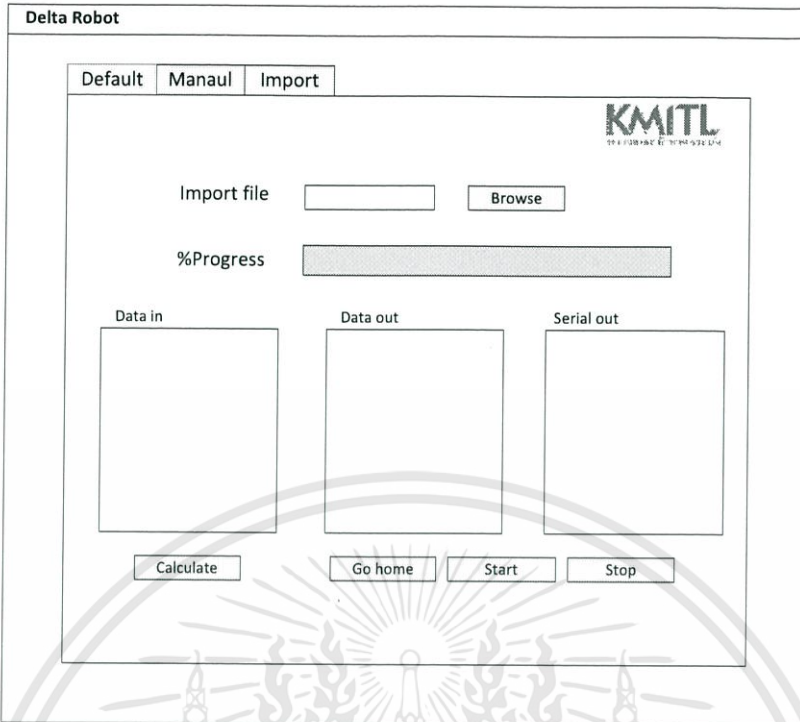 Delta Robot
Default Manaul Import
KMITL
Import file Browse
%Progress
Data in Data out Serial out
Calculate Go home Start Stop